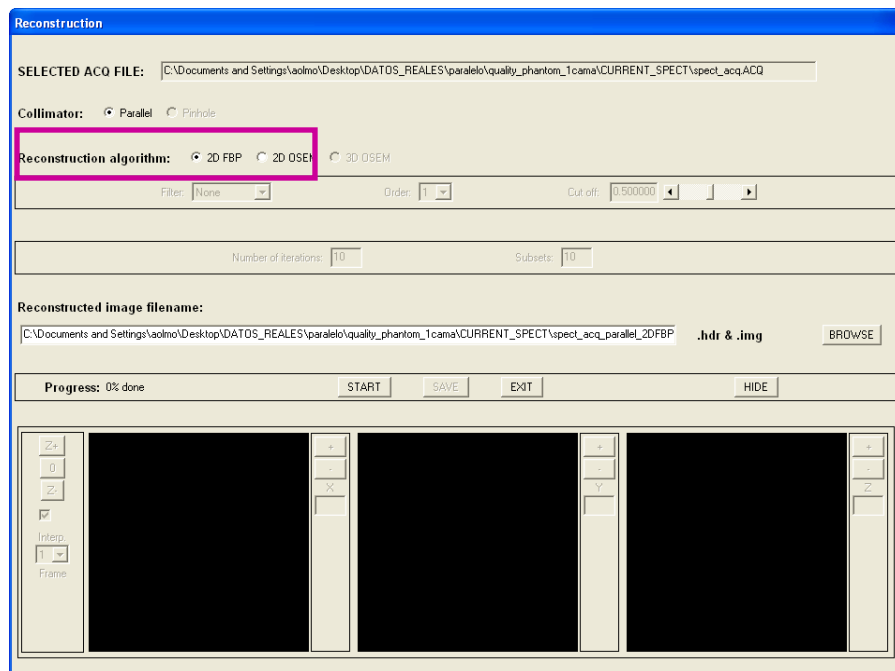 Reconstruction
SELECTED ACQ FILE: C:\Documents and Settings\aolmo\Desktop\DATOS_REALES\paralelo\quality_phantom_1cama\CURRENT_SPECT\spect_acq.ACQ
Collimator: Parallel Pinhole
Reconstruction algorithm: 2D FBP 2D OSEM 3D OSEM
Filter: None Order: 1 Cut off: 0.500000
Number of iterations: 10 Subsets: 10
Reconstructed image filename:
C:\Documents and Settings\aolmo\Desktop\DATOS_REALES\paralelo\quality_phantom_1cama\CURRENT_SPECT\spect_acq_parallel_2DFBP .hdr & .img BROWSE
Progress: 0% done START SAVE EXIT HIDE
Z+ + + +
0 - - -
Z- X Y Z
Interp.
1
Frame